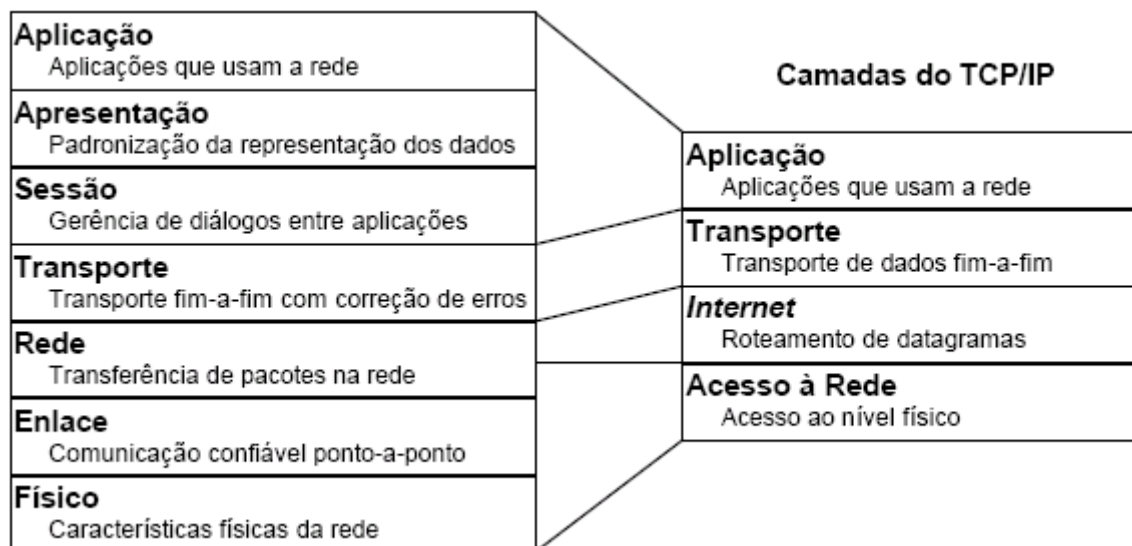 Aplicação
Aplicações que usam a rede
Apresentação
Padronização da representação dos dados
Sessão
Gerência de diálogos entre aplicações
Transporte
Transporte fim-a-fim com correção de erros
Rede
Transferência de pacotes na rede
Enlace
Comunicação confiável ponto-a-ponto
Físico
Características físicas da rede
Camadas do TCP/IP
Aplicação
Aplicações que usam a rede
Transporte
Transporte de dados fim-a-fim
Internet
Roteamento de datagramas
Acesso à Rede
Acesso ao nível físico